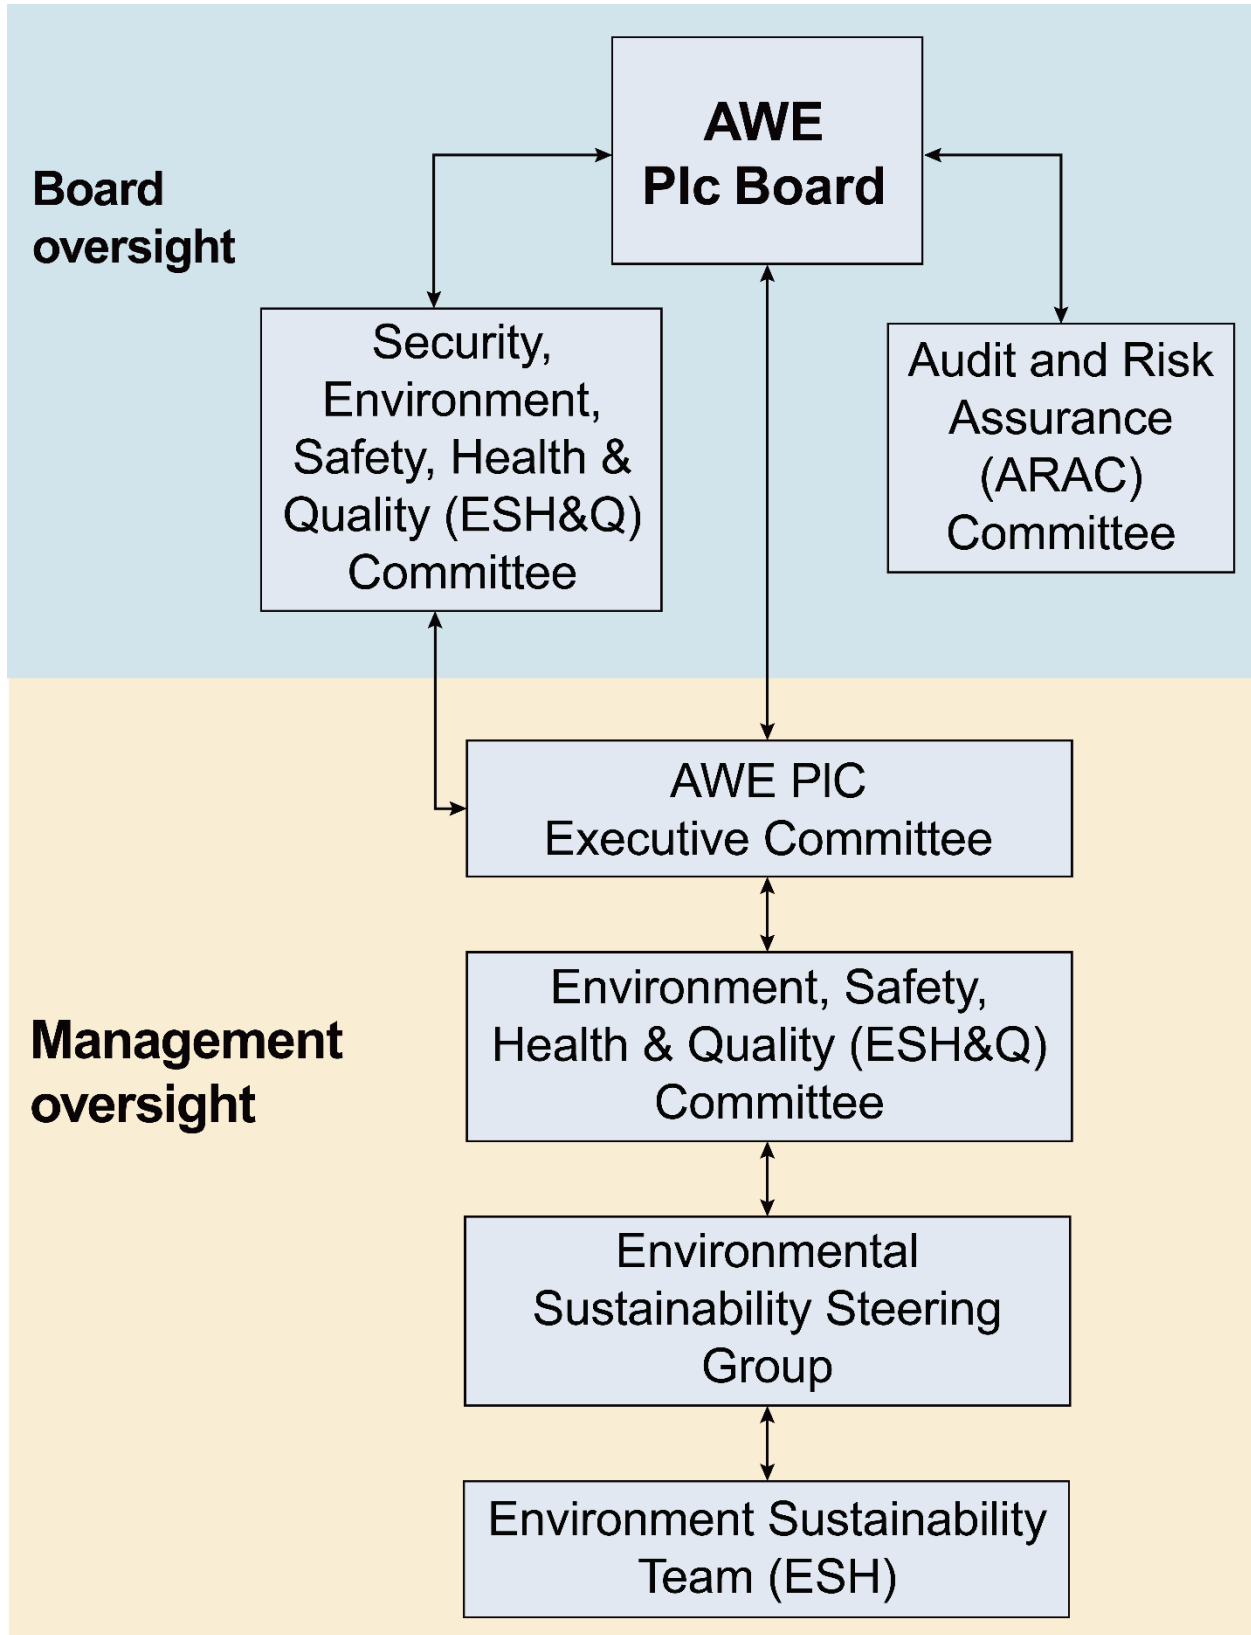 AWE
Plc Board
Board
oversight
Security,
Environment,
Safety, Health &
Quality (ESH&Q)
Committee
Audit and Risk
Assurance
(ARAC)
Committee
AWE PlC
Executive Committee
Environment, Safety,
Health & Quality (ESH&Q)
Committee
Management
oversight
Environmental
Sustainability Steering
Group
Environment Sustainability
Team (ESH)